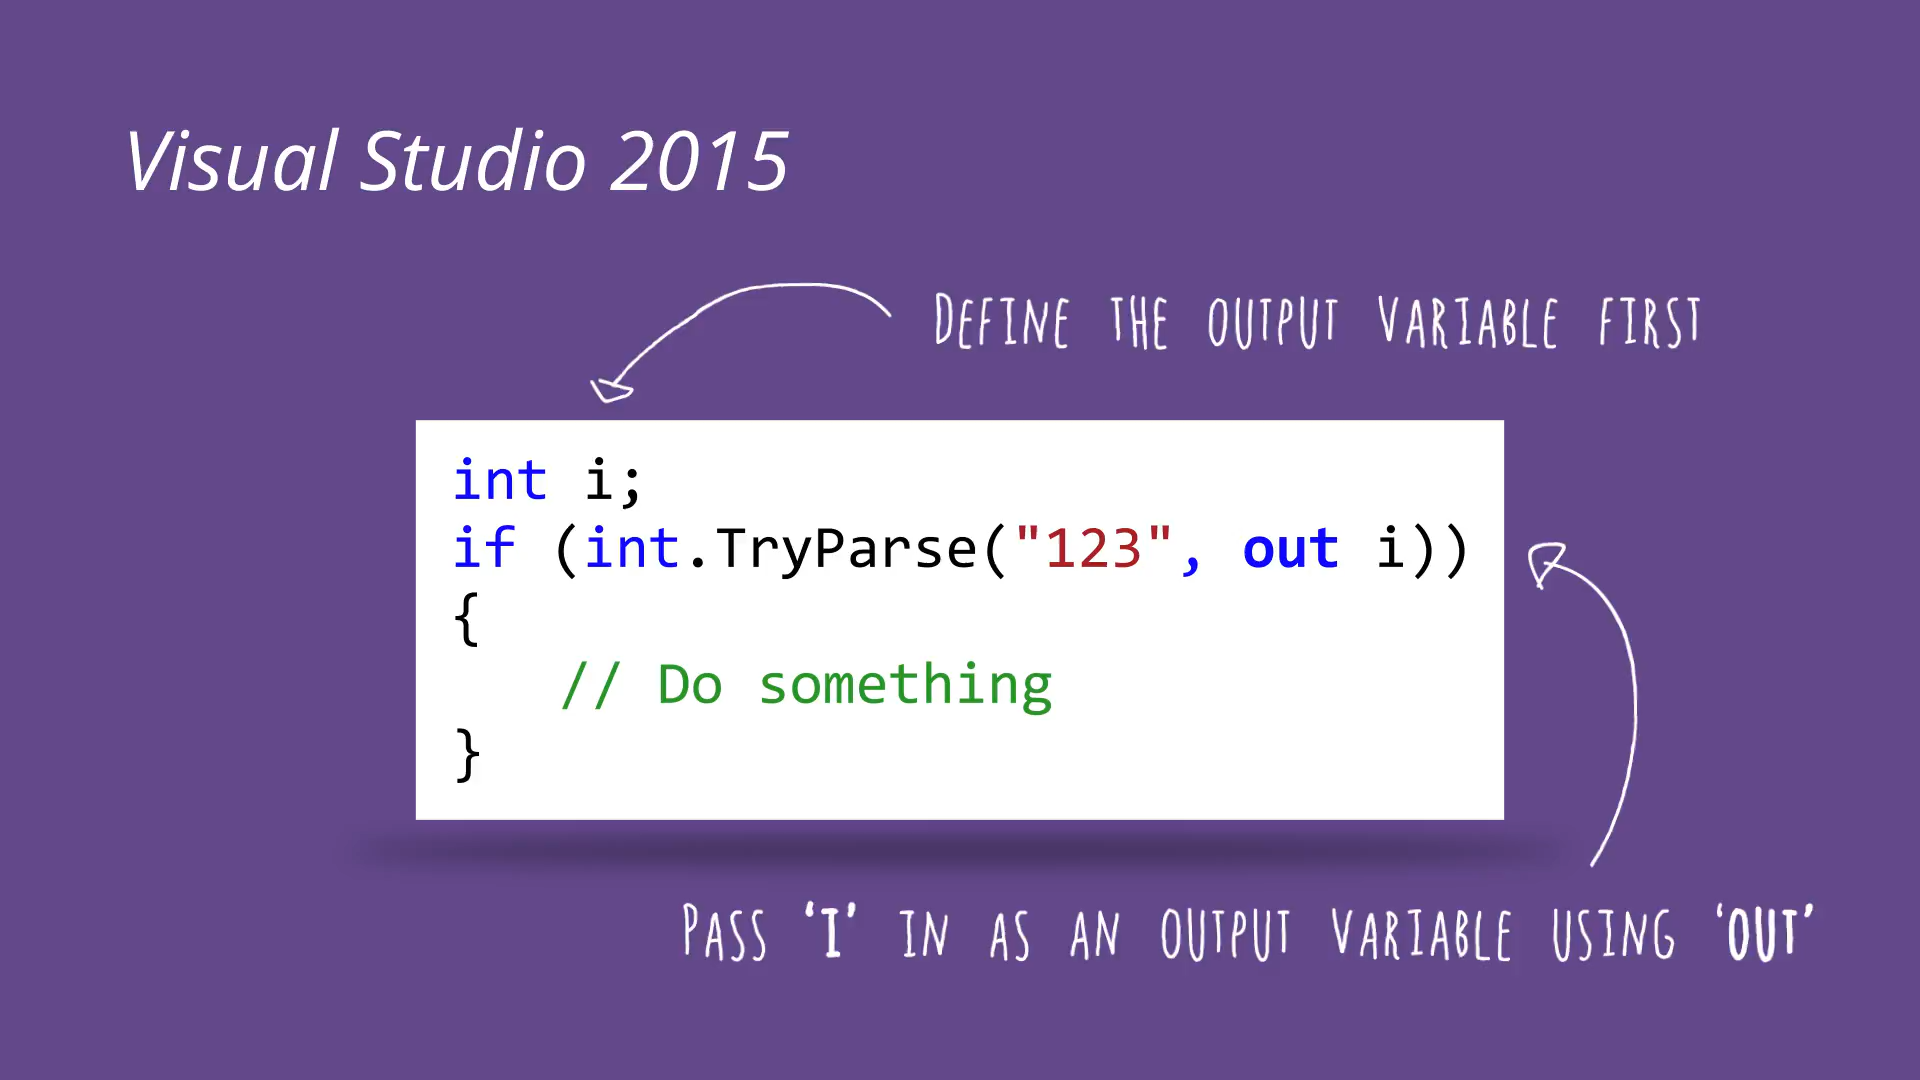 Visual Studio 2015
DEFINE THE OUTPUT VARIABLE FIRST
int i;
if (int.TryParse("123", out i))
{
// Do something
}
PASS ‘I’ IN AS AN OUTPUT VARIABLE USING ‘OUT’